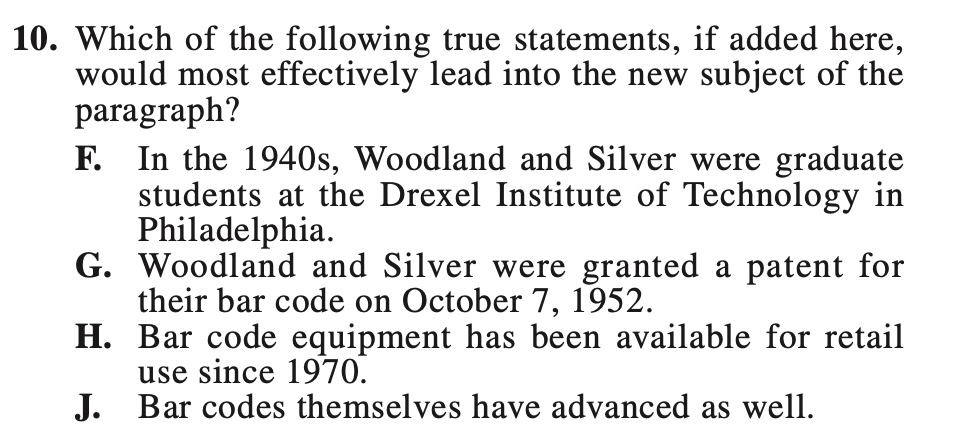 10. Which of the following true statements, if added here,
would most effectively lead into the new subject of the
paragraph?
F. In the 1940s, Woodland and Silver were graduate
students at the Drexel Institute of Technology in
Philadelphia.
G. Woodland and Silver were granted a patent for
their bar code on October 7, 1952.
H. Bar code equipment has been available for retail
use since 1970.
J. Bar codes themselves have advanced as well.